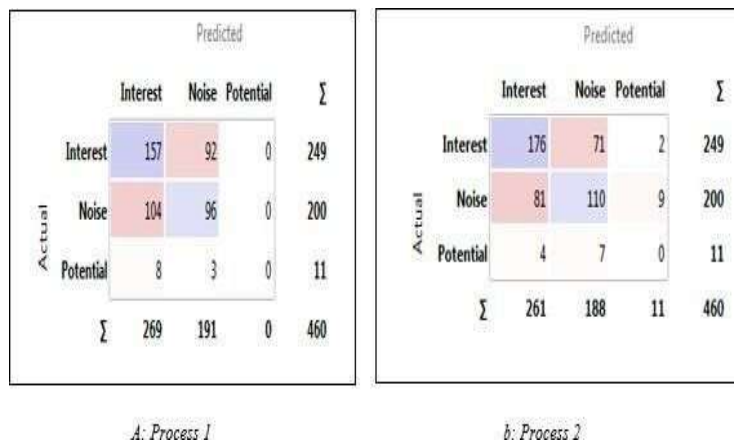 Predicted
Interest Noise Potential Σ
Interest 157 92 0 249
Noise 104 96 0 200
Potential 8 3 0 11
Σ 269 191 0 460
Actual
A: Process 1
Predicted
Interest Noise Potential Σ
Interest 176 71 2 249
Noise 81 110 9 200
Potential 4 7 0 11
Σ 261 188 11 460
Actual
b: Process 2